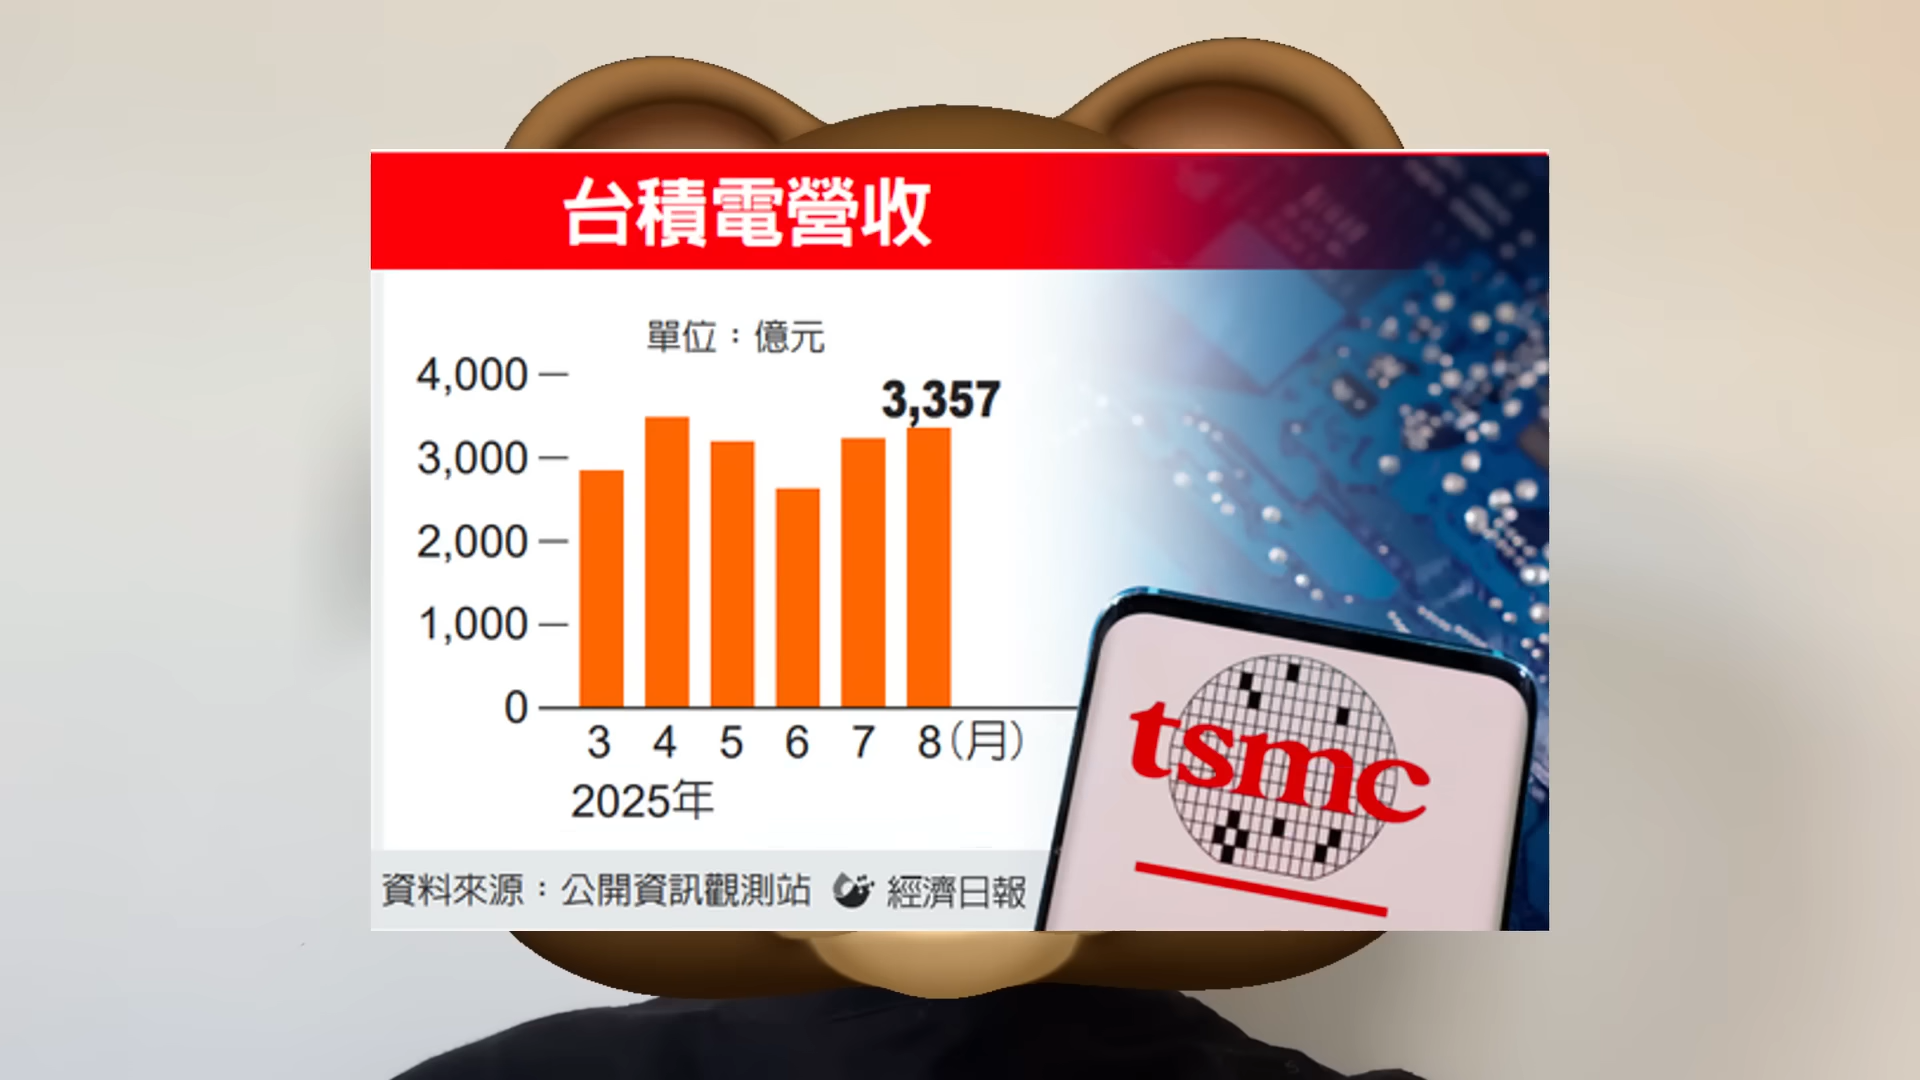 台積電營收
單位：億元
4,000
3,357
3,000
2,000
1,000
0
3 4 5 6 7 8（月）
2025年
資料來源：公開資訊觀測站 經濟日報
tsmc